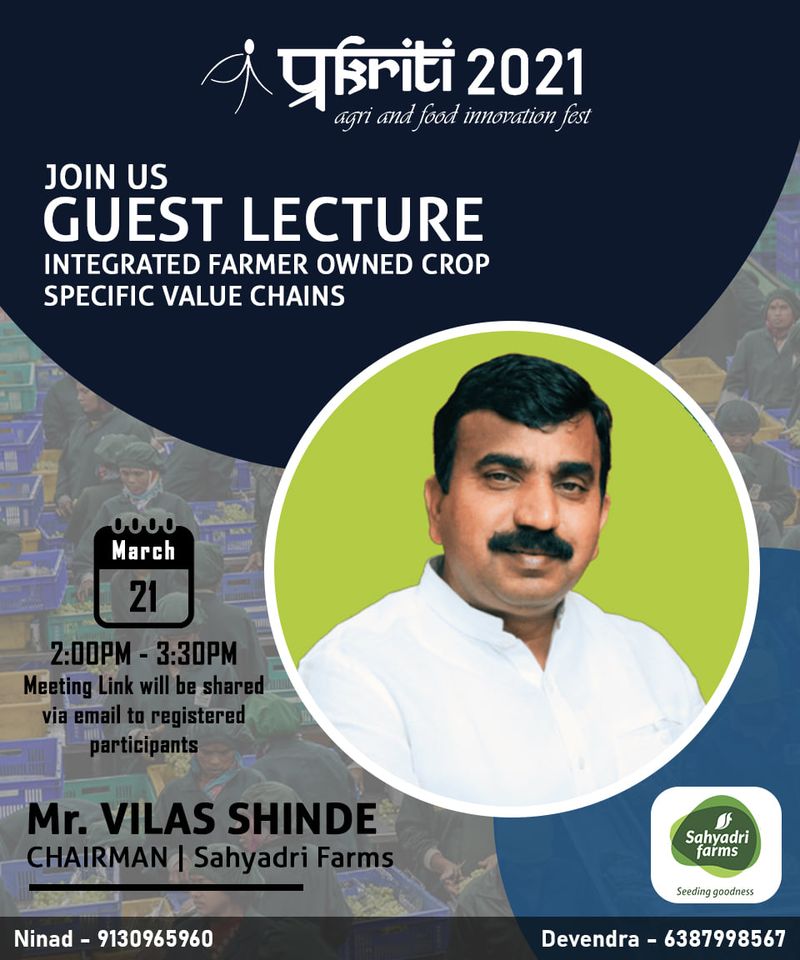 प्रकृriti 2021
agri and food innovation fest
JOIN US
GUEST LECTURE
INTEGRATED FARMER OWNED CROP
SPECIFIC VALUE CHAINS
March
21
2:00PM - 3:30PM
Meeting Link will be shared
via email to registered
participants
Mr. VILAS SHINDE
CHAIRMAN | Sahyadri Farms
Sahyadri
farms
Seeding goodness
Ninad - 9130965960
Devendra - 6387998567